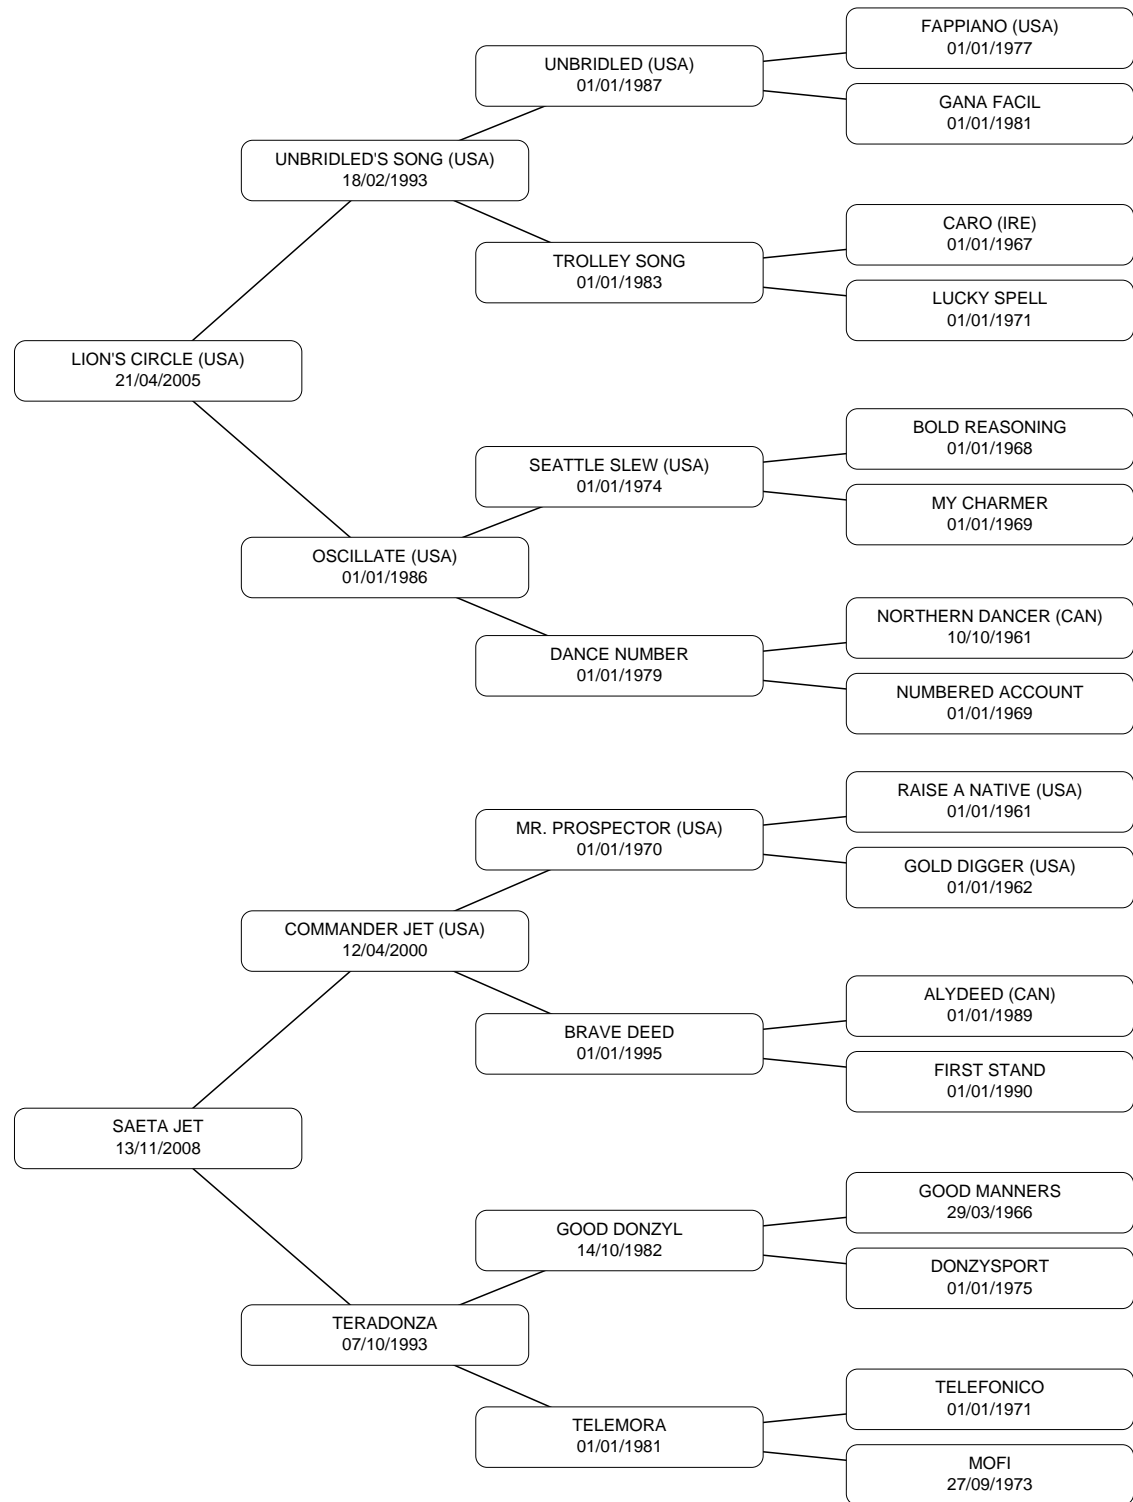 FAPPIANO (USA)
01/01/1977
UNBRIDLED (USA)
01/01/1987
GANA FACIL
01/01/1981
UNBRIDLED'S SONG (USA)
18/02/1993
CARO (IRE)
01/01/1967
TROLLEY SONG
01/01/1983
LUCKY SPELL
01/01/1971
LION'S CIRCLE (USA)
21/04/2005
BOLD REASONING
01/01/1968
SEATTLE SLEW (USA)
01/01/1974
MY CHARMER
01/01/1969
OSCILLATE (USA)
01/01/1986
NORTHERN DANCER (CAN)
10/10/1961
DANCE NUMBER
01/01/1979
NUMBERED ACCOUNT
01/01/1969
RAISE A NATIVE (USA)
01/01/1961
MR. PROSPECTOR (USA)
01/01/1970
GOLD DIGGER (USA)
01/01/1962
COMMANDER JET (USA)
12/04/2000
ALYDEED (CAN)
01/01/1989
BRAVE DEED
01/01/1995
FIRST STAND
01/01/1990
SAETA JET
13/11/2008
GOOD MANNERS
29/03/1966
GOOD DONZYL
14/10/1982
DONZYSPORT
01/01/1975
TERADONZA
07/10/1993
TELEFONICO
01/01/1971
TELEMORA
01/01/1981
MOFI
27/09/1973